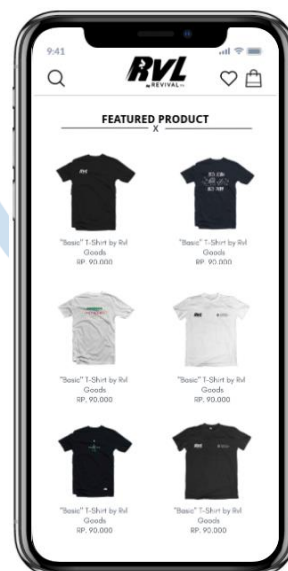 9:41
RVL
BY REVIVAL
FEATURED PRODUCT
X
"Basic" T-Shirt by Rvl
Goods
RP. 90.000
"Basic" T-Shirt by Rvl
Goods
RP. 90.000
"Basic" T-Shirt by Rvl
Goods
RP. 90.000
"Basic" T-Shirt by Rvl
Goods
RP. 90.000
"Basic" T-Shirt by Rvl
Goods
RP. 90.000
"Basic" T-Shirt by Rvl
Goods
RP. 90.000